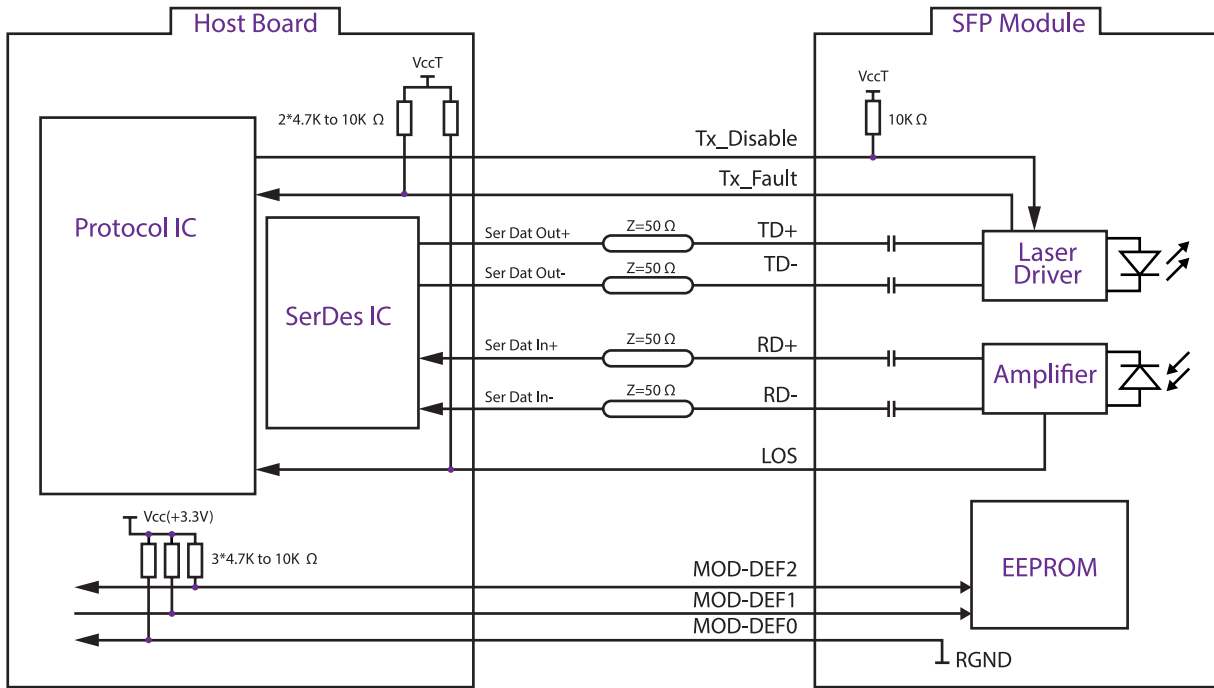 Host Board
SFP Module
VccT
VccT
2*4.7K to 10K Ω
10K Ω
Tx_Disable
Tx_Fault
Protocol IC
Ser Dat Out+
Z=50 Ω
TD+
Ser Dat Out-
Z=50 Ω
TD-
Laser
Driver
SerDes IC
Ser Dat In+
Z=50 Ω
RD+
Ser Dat In-
Z=50 Ω
RD-
Amplifier
LOS
Vcc(+3.3V)
3*4.7K to 10K Ω
MOD-DEF2
MOD-DEF1
MOD-DEF0
EEPROM
RGND